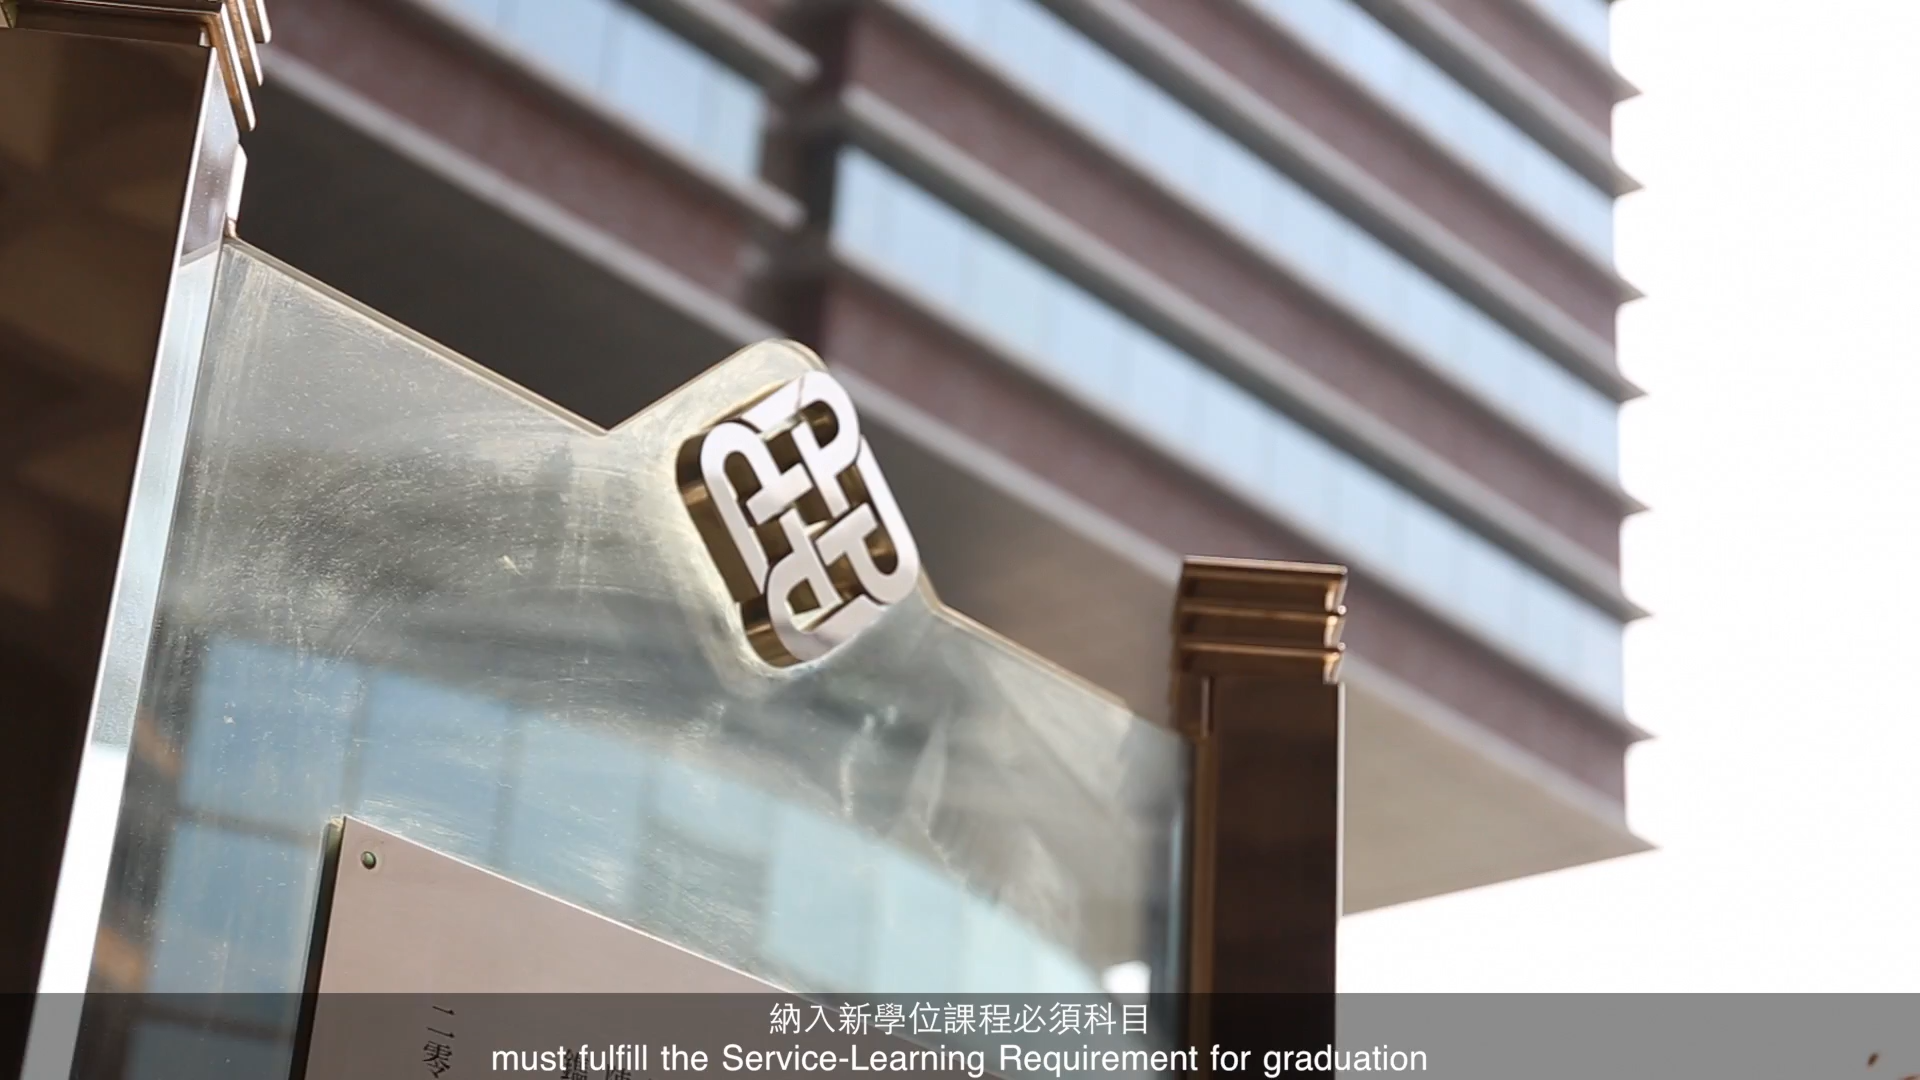 納入新學位課程必須科目
must fulfill the Service-Learning Requirement for graduation